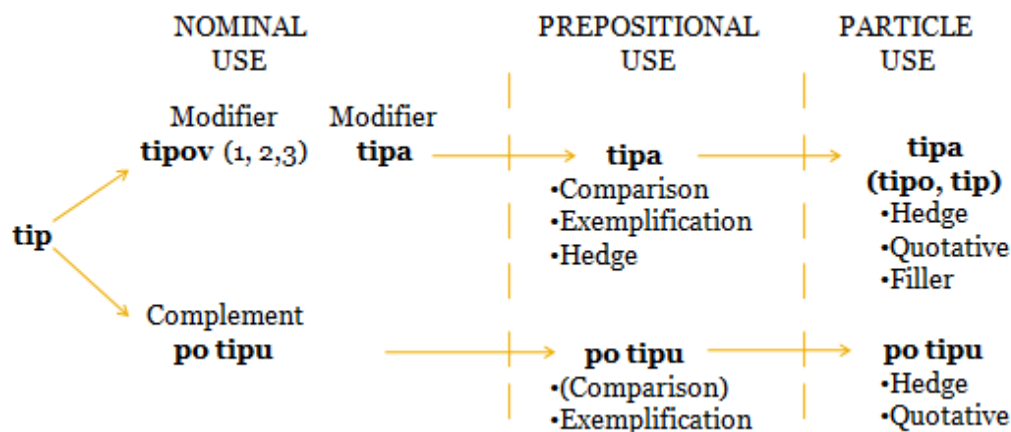 NOMINAL USE
PREPOSITIONAL USE
PARTICLE USE
Modifier
tipov (1, 2,3)
Modifier
tipa
tipa
•Comparison
•Exemplification
•Hedge
tipa
(tipo, tip)
•Hedge
•Quotative
•Filler
tip
Complement
po tipu
po tipu
•(Comparison)
•Exemplification
po tipu
•Hedge
•Quotative